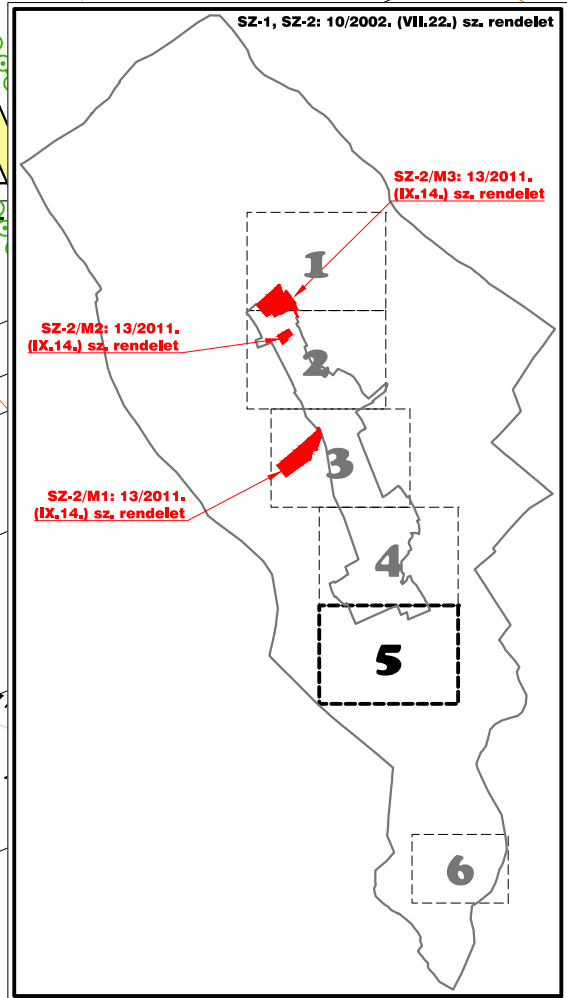 SZ-1, SZ-2: 10/2002. (VII.22.) sz. rendelet
SZ-2/M3: 13/2011.
(IX.14.) sz. rendelet
1
SZ-2/M2: 13/2011.
(IX.14.) sz. rendelet
2
3
SZ-2/M1: 13/2011.
(IX.14.) sz. rendelet
4
5
6